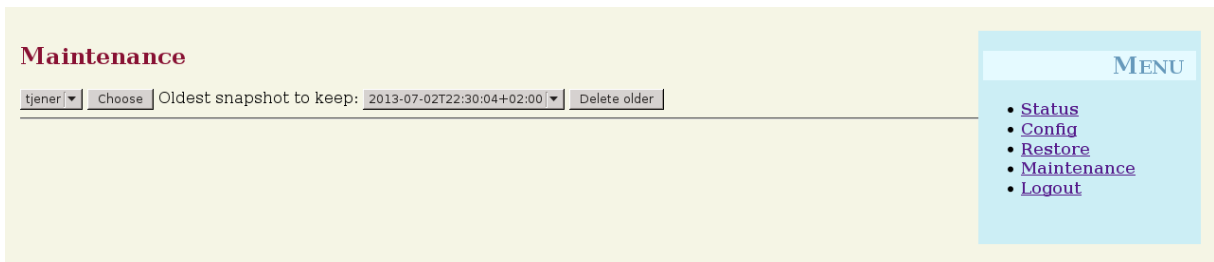 Maintenance
tjener Choose Oldest snapshot to keep: 2013-07-02T22:30:04+02:00 Delete older
MENU
Status
Config
Restore
Maintenance
Logout